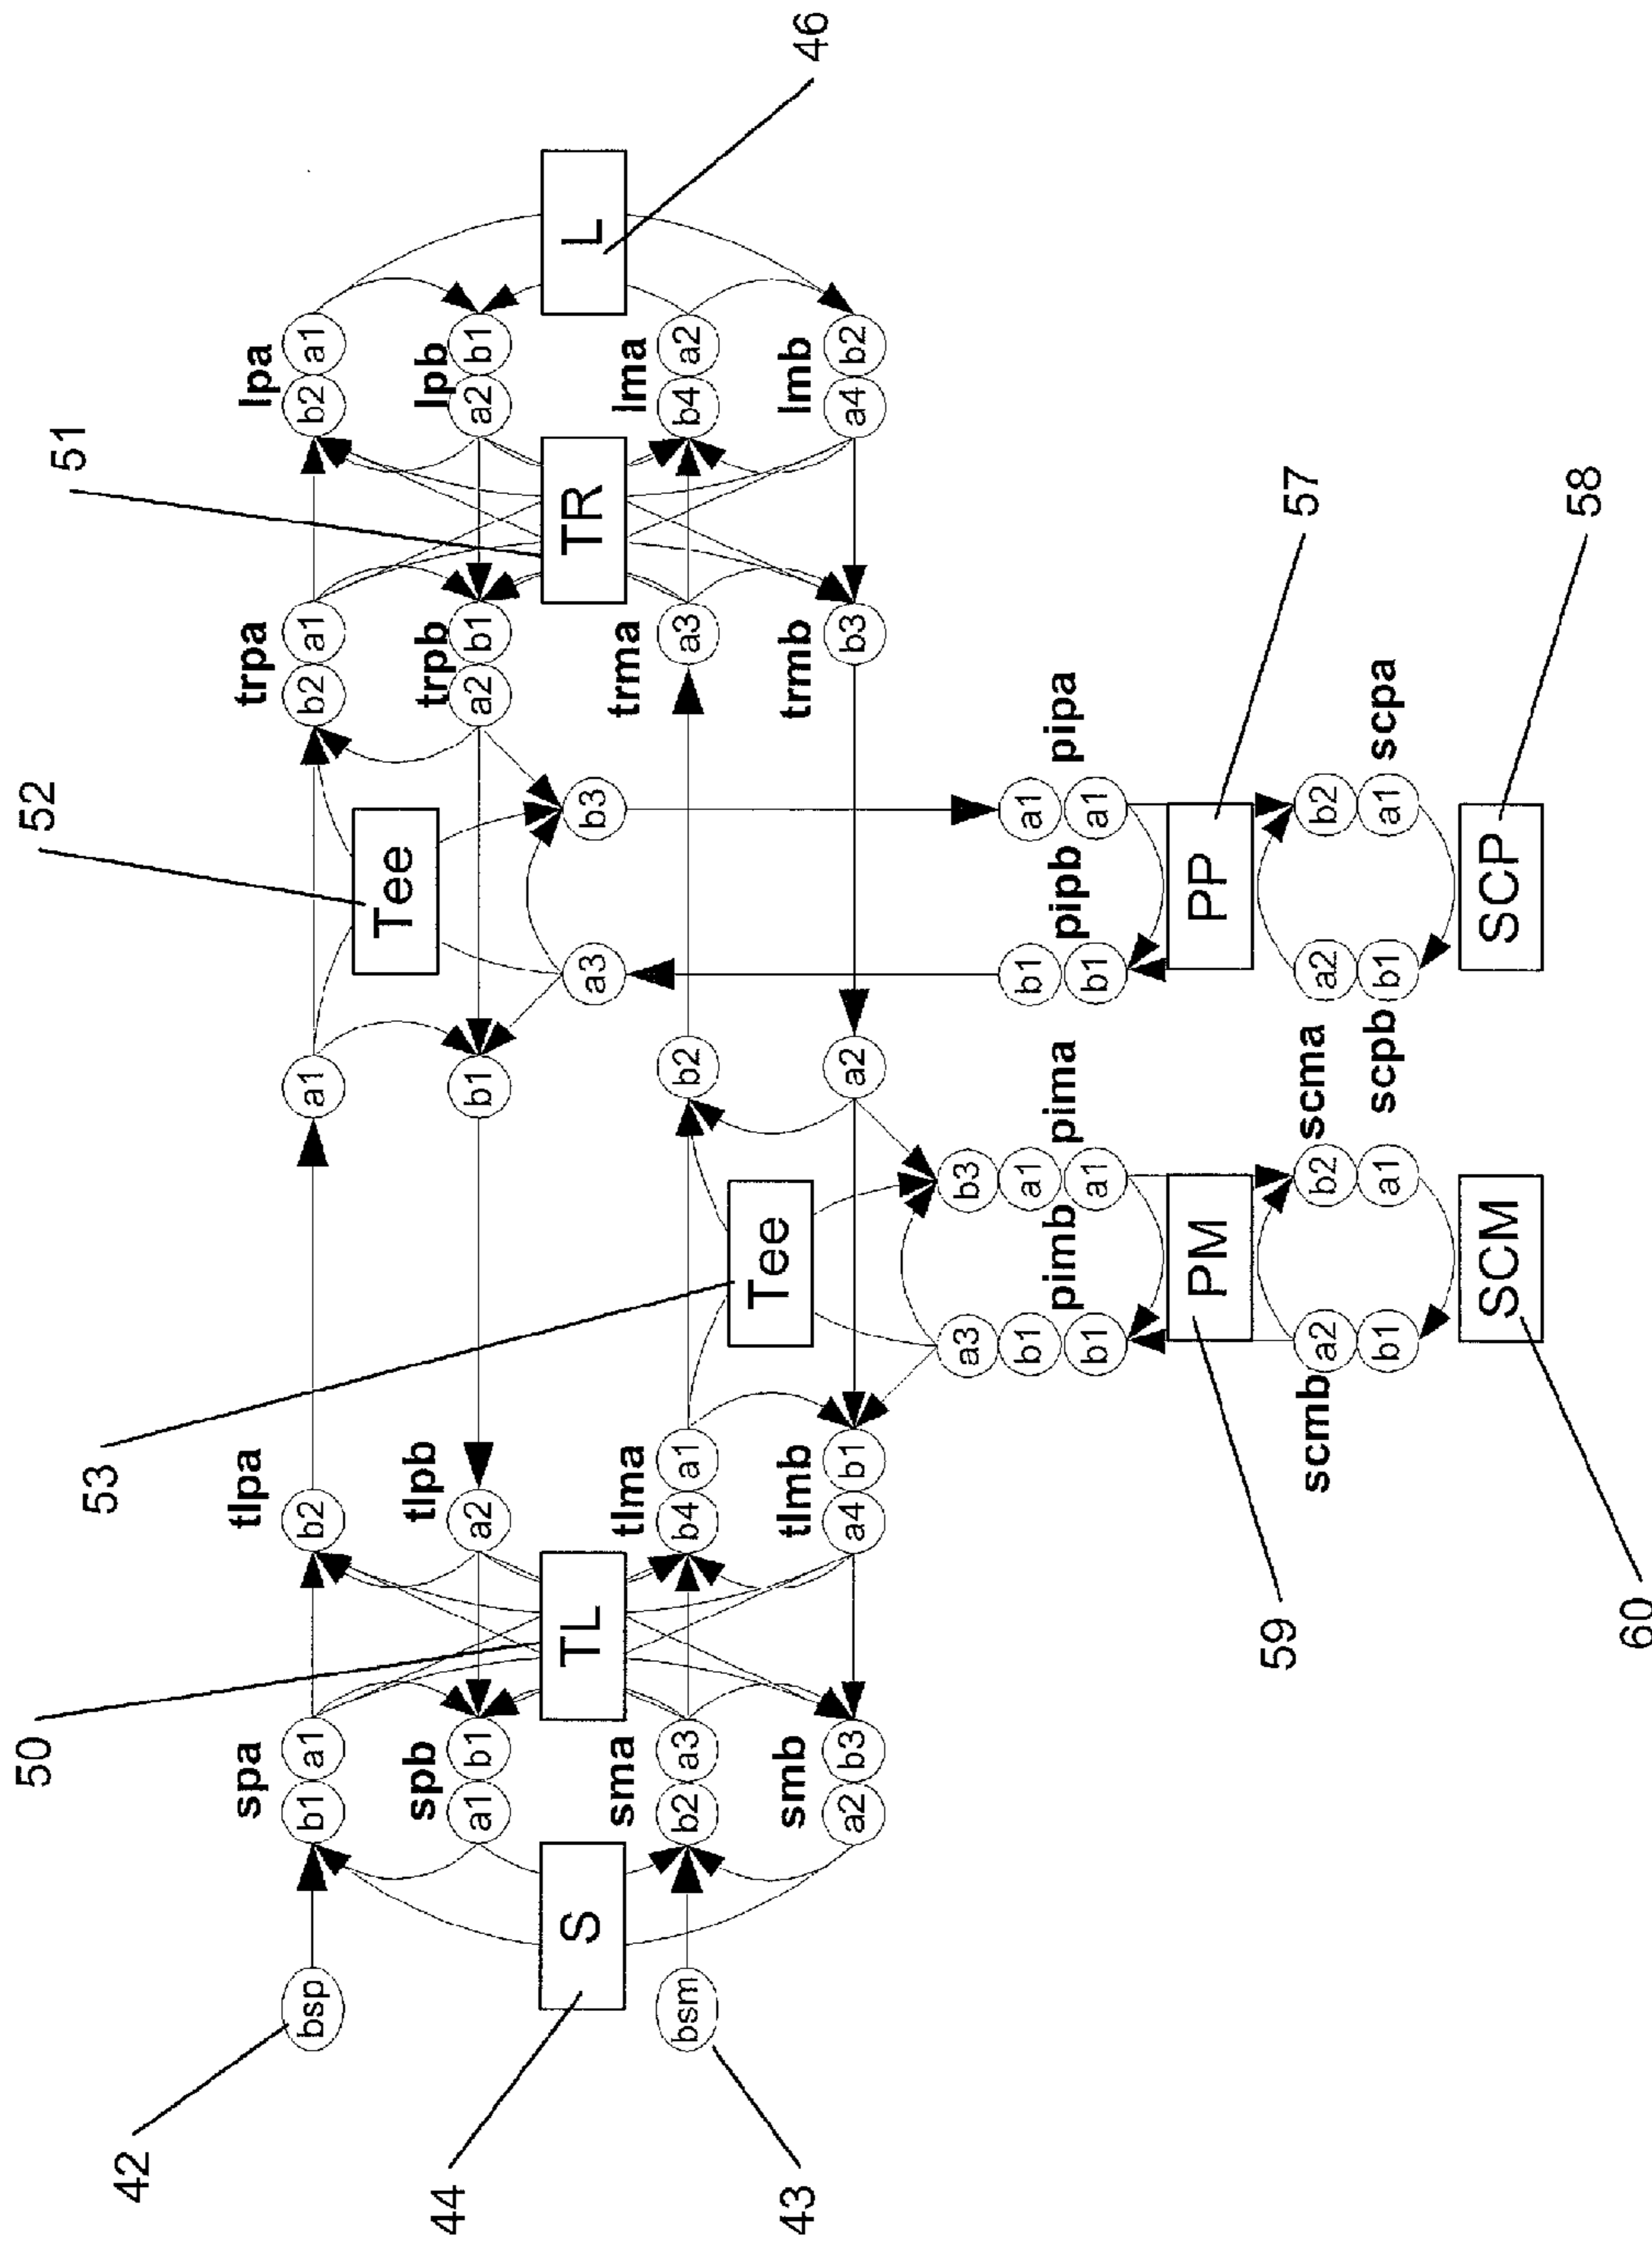 42
50
53
52
51
46
spa
tlpa
trpa
lpa
bsp
b1 a1
b2
a1
b2 a1
b2 a1
spb
tlpb
trpb
lpb
Tee
a1 b1
a2
b1
a2 b1
a2 b1
44
S
TL
TR
L
a3
b3
sma
tlma
trma
lma
bsm
b2 a3
b4 a1
b2
a3
b4 a2
43
smb
tlmb
trmb
lmb
Tee
a2 b3
a4 b1
a2
b3
a4 b2
a3
b3
b1
a1
b1
a1
pimb
pima
pipb
pipa
b1
a1
b1
a1
59
PM
PP
57
scmb
scma
a2
b2
a2
b2
b1
a1
scpb
b1
a1
scpa
60
SCM
SCP
58